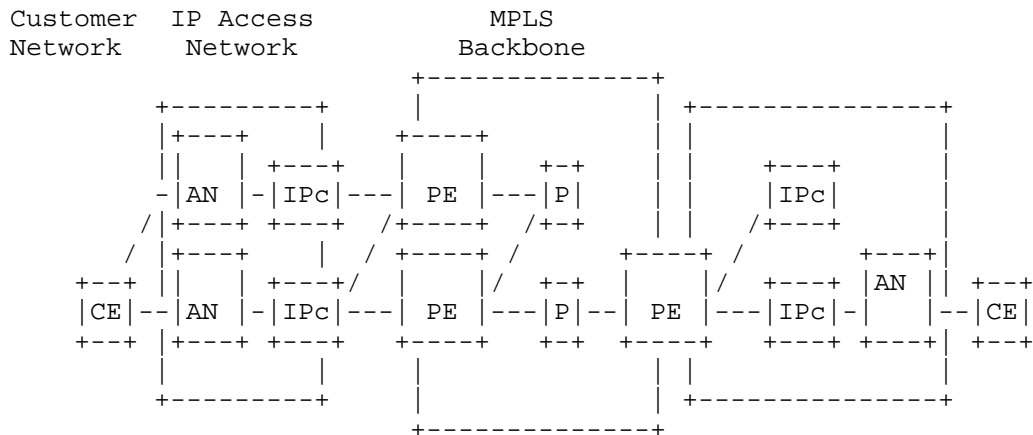 Customer IP Access MPLS
Network Network Backbone
AN IPc PE P IPc
AN
CE AN IPc PE P PE IPc CE